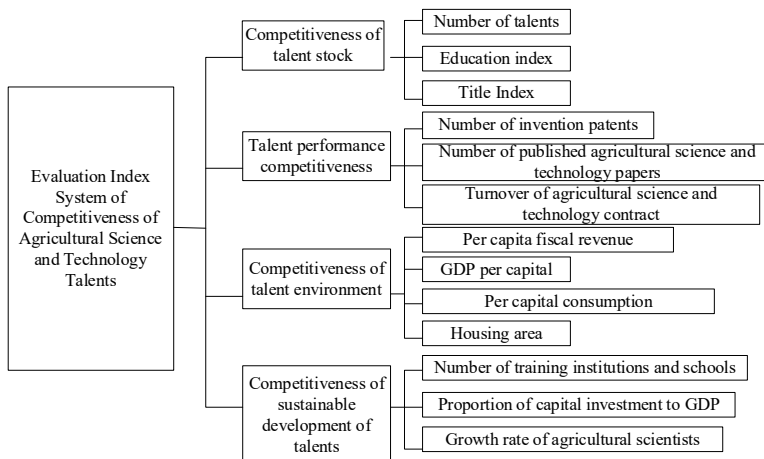 Evaluation Index
System of
Competitiveness of
Agricultural Science
and Technology
Talents
Competitiveness of
talent stock
Number of talents
Education index
Title Index
Talent performance
competitiveness
Number of invention patents
Number of published agricultural science and
technology papers
Turnover of agricultural science and
technology contract
Competitiveness of
talent environment
Per capita fiscal revenue
GDP per capital
Per capital consumption
Housing area
Competitiveness of
sustainable
development of
talents
Number of training institutions and schools
Proportion of capital investment to GDP
Growth rate of agricultural scientists